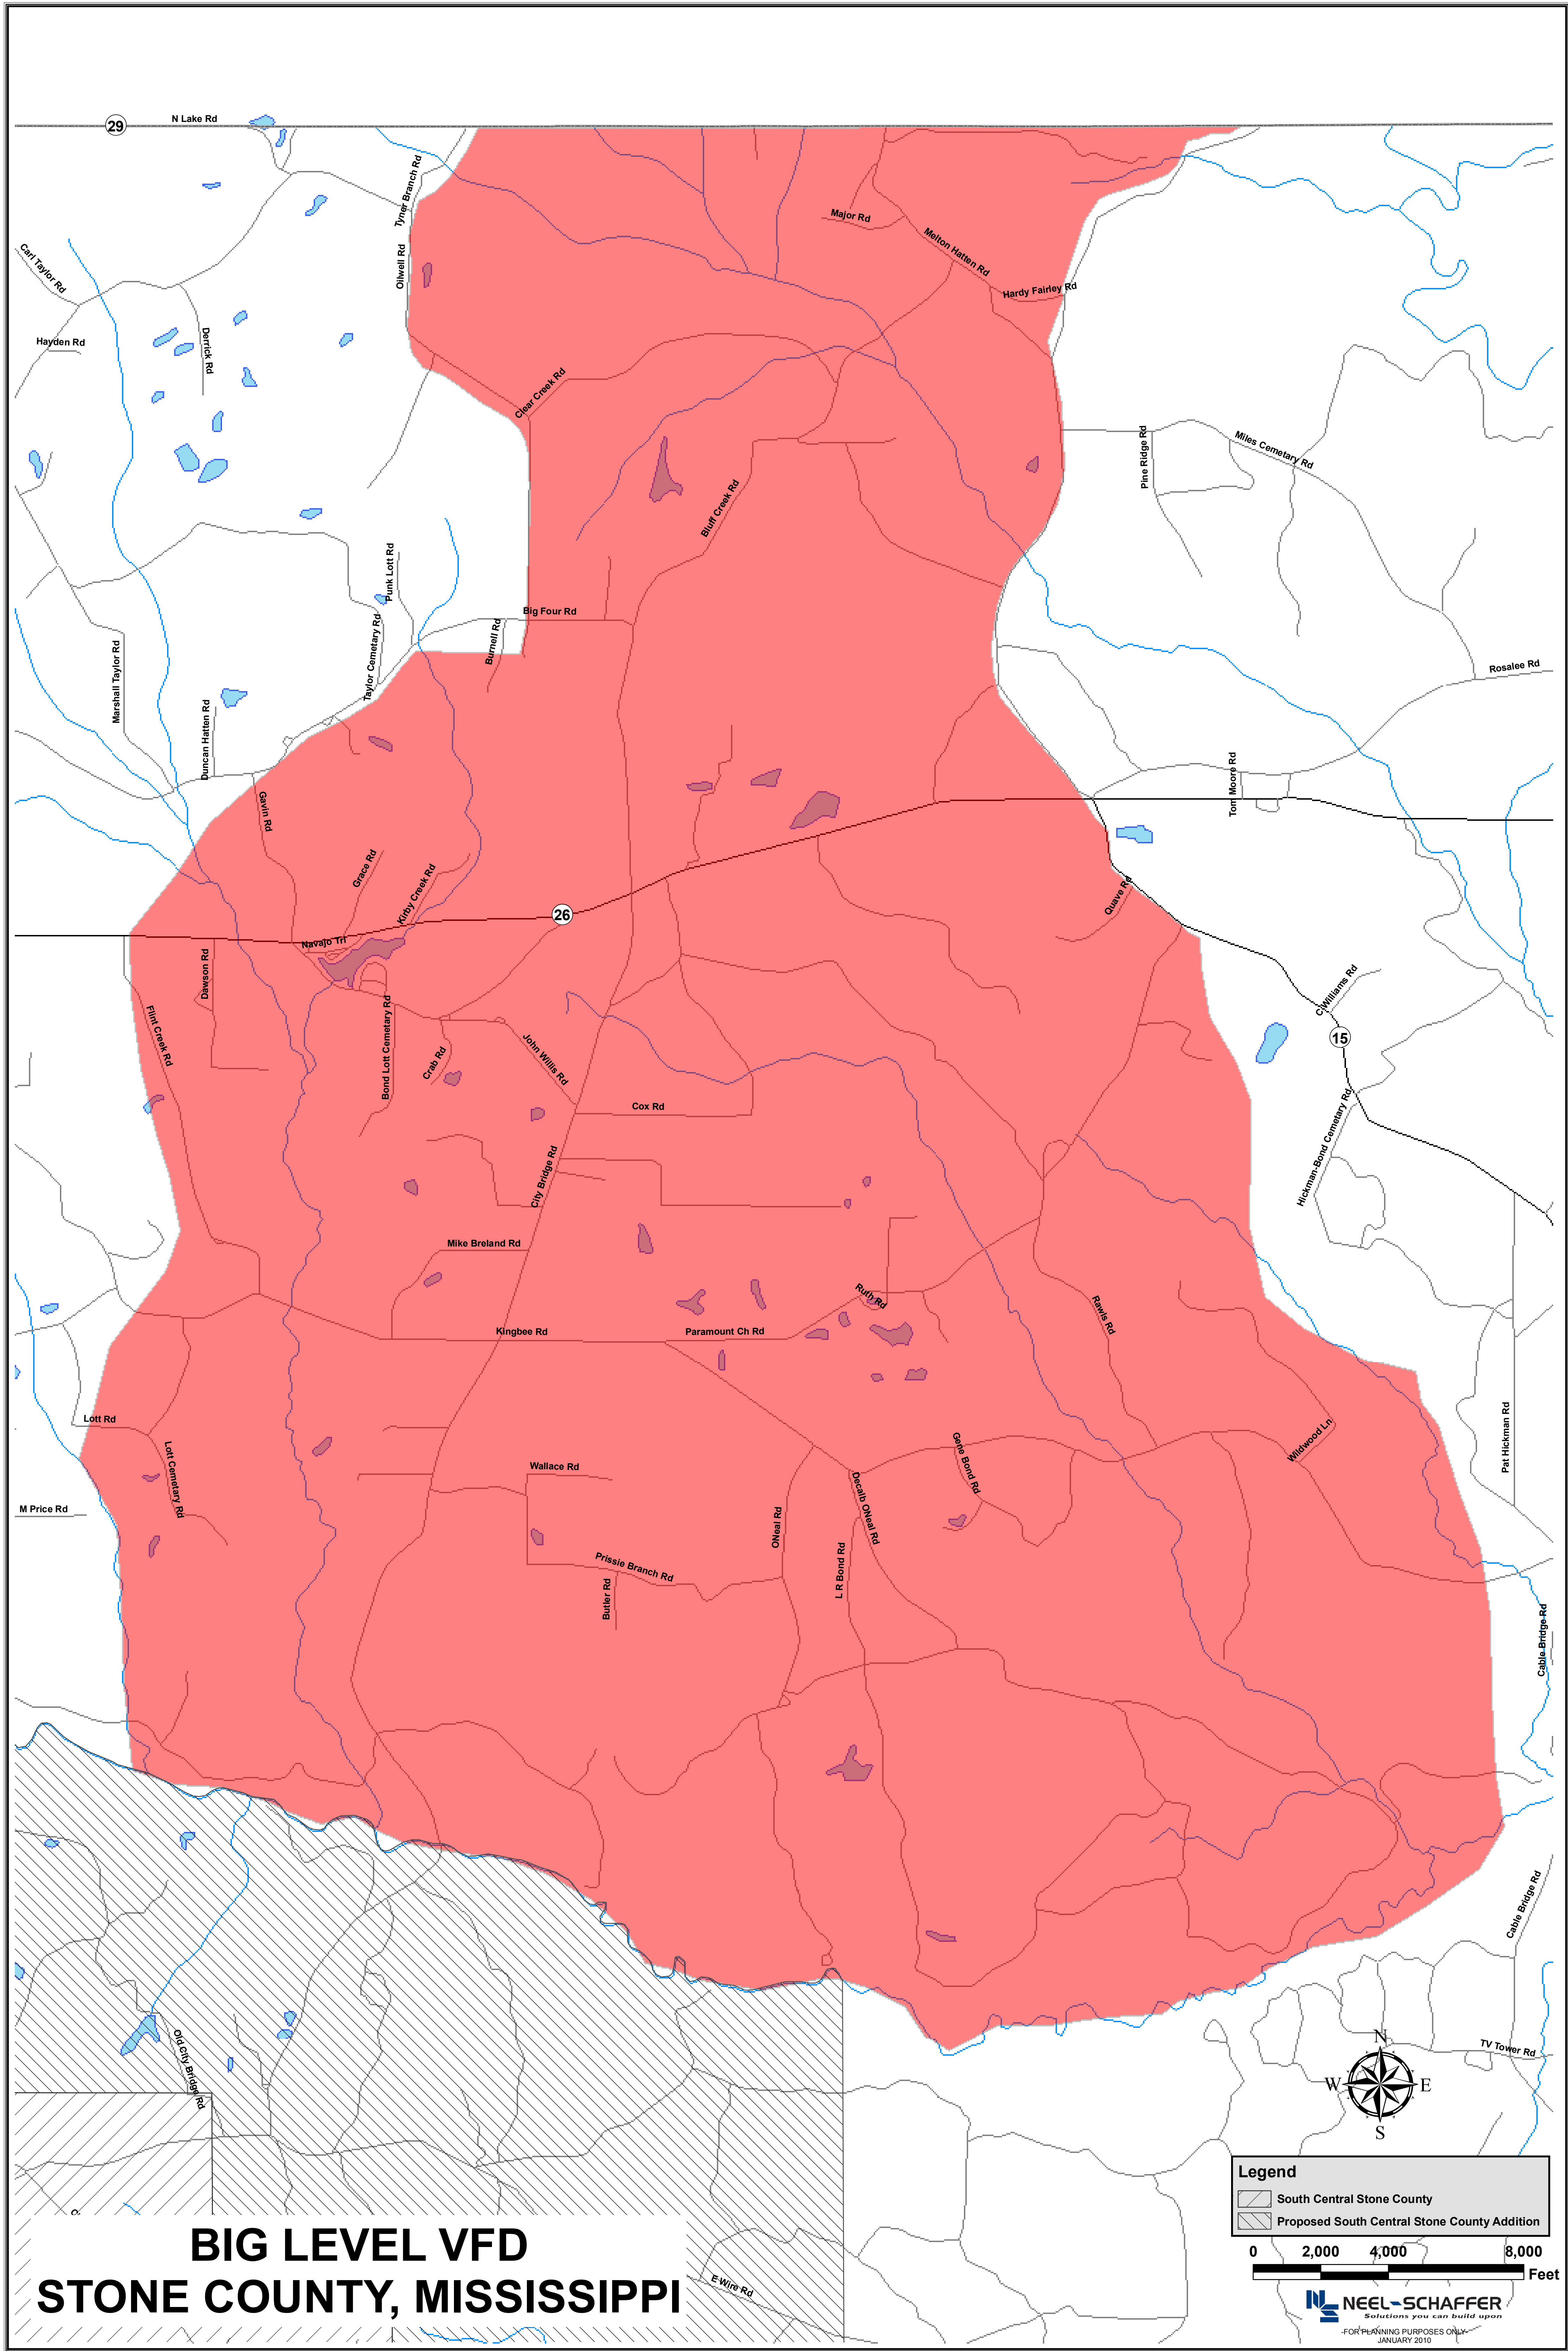 29
N Lake Rd
Tyner Branch Rd
Major Rd
Melton Hatten Rd
Carl Taylor Rd
Oilwell Rd
Hardy Fairley Rd
Hayden Rd
Derrick Rd
Clear Creek Rd
Pine Ridge Rd
Miles Cemetary Rd
Bluff Creek Rd
Punk Lott Rd
Big Four Rd
Burnell Rd
Taylor Cemetary Rd
Marshall Taylor Rd
Rosalee Rd
Duncan Hatten Rd
Tom Moore Rd
Gavin Rd
Grace Rd
Kirby Creek Rd
Quave Rd
26
Navajo Trl
Dawson Rd
C Williams Rd
Flint Creek Rd
Bond Lott Cemetary Rd
15
Crab Rd
John Willis Rd
Cox Rd
Hickman-Bond Cemetary Rd
City Bridge Rd
Mike Breland Rd
Ruth Rd
Rawls Rd
Kingbee Rd
Paramount Ch Rd
Lott Rd
Wildwood Ln
Pat Hickman Rd
Lott Cemetary Rd
Wallace Rd
Gene Bond Rd
M Price Rd
ONeal Rd
Decalb ONeal Rd
L R Bond Rd
Prissie Branch Rd
Butler Rd
Cable Bridge Rd
Cable Bridge Rd
Old City Bridge Rd
TV Tower Rd
N
W
E
S
Legend
South Central Stone County
Proposed South Central Stone County Addition
0 2,000 4,000 8,000
Feet
E Wire Rd
BIG LEVEL VFD
STONE COUNTY, MISSISSIPPI
NEEL-SCHAFFER
Solutions you can build upon
-FOR PLANNING PURPOSES ONLY-
JANUARY 2010